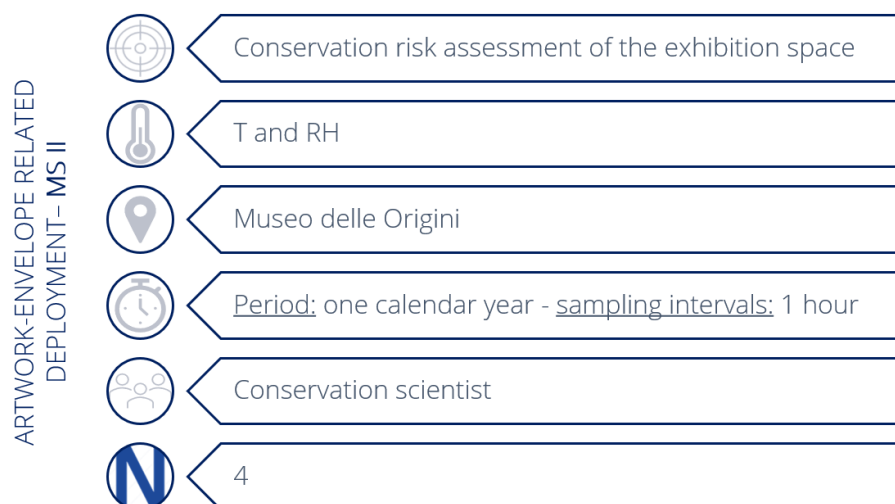 ARTWORK-ENVELOPE RELATED
DEPLOYMENT– MS II
Conservation risk assessment of the exhibition space
T and RH
Museo delle Origini
Period: one calendar year - sampling intervals: 1 hour
Conservation scientist
N
4